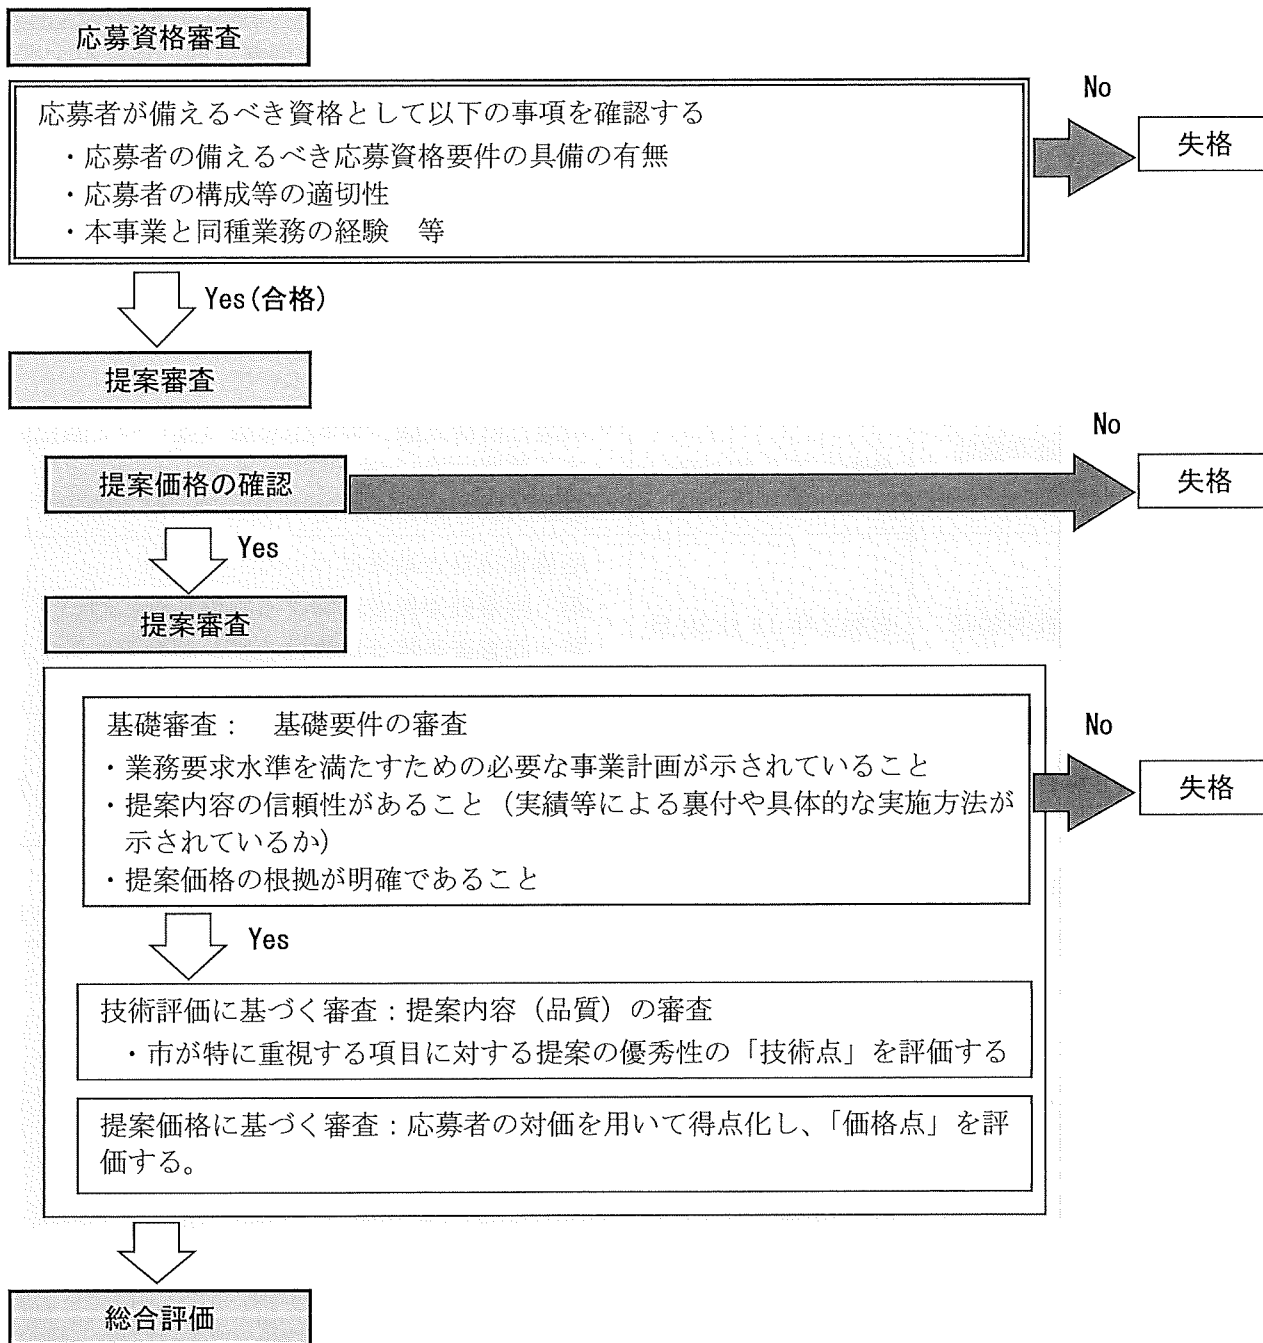 応募資格審査
応募者が備えるべき資格として以下の事項を確認する
・応募者の備えるべき応募資格要件の具備の有無
・応募者の構成等の適切性
・本事業と同種業務の経験　等
No
失格
Yes(合格)
提案審査
提案価格の確認
No
失格
Yes
提案審査
基礎審査：　基礎要件の審査
・業務要求水準を満たすための必要な事業計画が示されていること
・提案内容の信頼性があること（実績等による裏付や具体的な実施方法が
示されているか）
・提案価格の根拠が明確であること
No
失格
Yes
技術評価に基づく審査：提案内容（品質）の審査
・市が特に重視する項目に対する提案の優秀性の「技術点」を評価する
提案価格に基づく審査：応募者の対価を用いて得点化し、「価格点」を評
価する。
総合評価